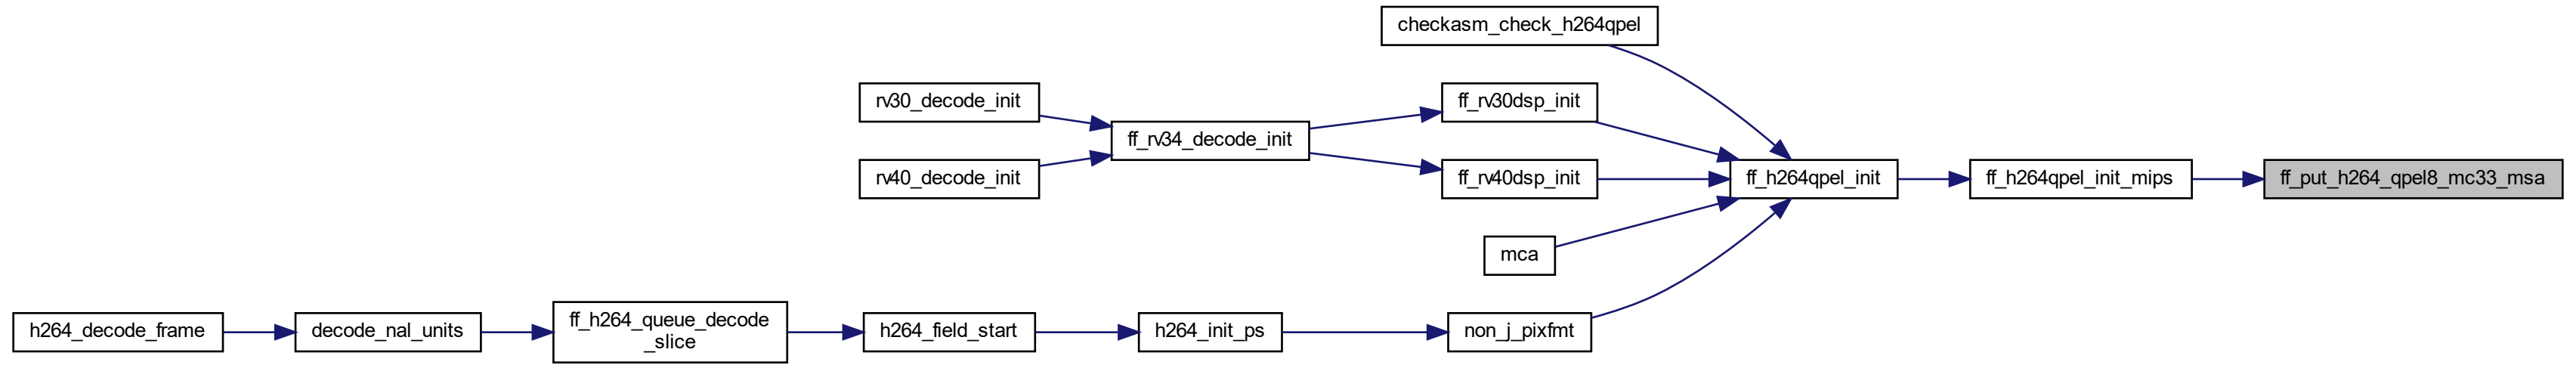 checkasm_check_h264qpel
rv30_decode_init
ff_rv30dsp_init
ff_rv34_decode_init
rv40_decode_init
ff_rv40dsp_init
ff_h264qpel_init
ff_h264qpel_init_mips
ff_put_h264_qpel8_mc33_msa
mca
h264_decode_frame
decode_nal_units
ff_h264_queue_decode
_slice
h264_field_start
h264_init_ps
non_j_pixfmt